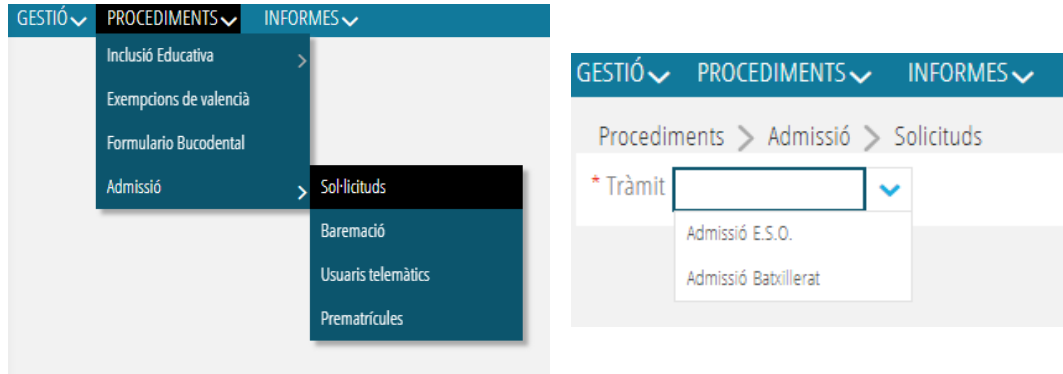 GESTIÓ PROCEDIMENTS INFORMES
Inclusió Educativa
Exempcions de valencià
Formulario Bucodental
Admissió
Sol·licituds
Baremació
Usuaris telemàtics
Prematrícules
GESTIÓ PROCEDIMENTS INFORMES
Procediments > Admissió > Solicituds
* Tràmit
Admissió E.S.O.
Admissió Batxillerat